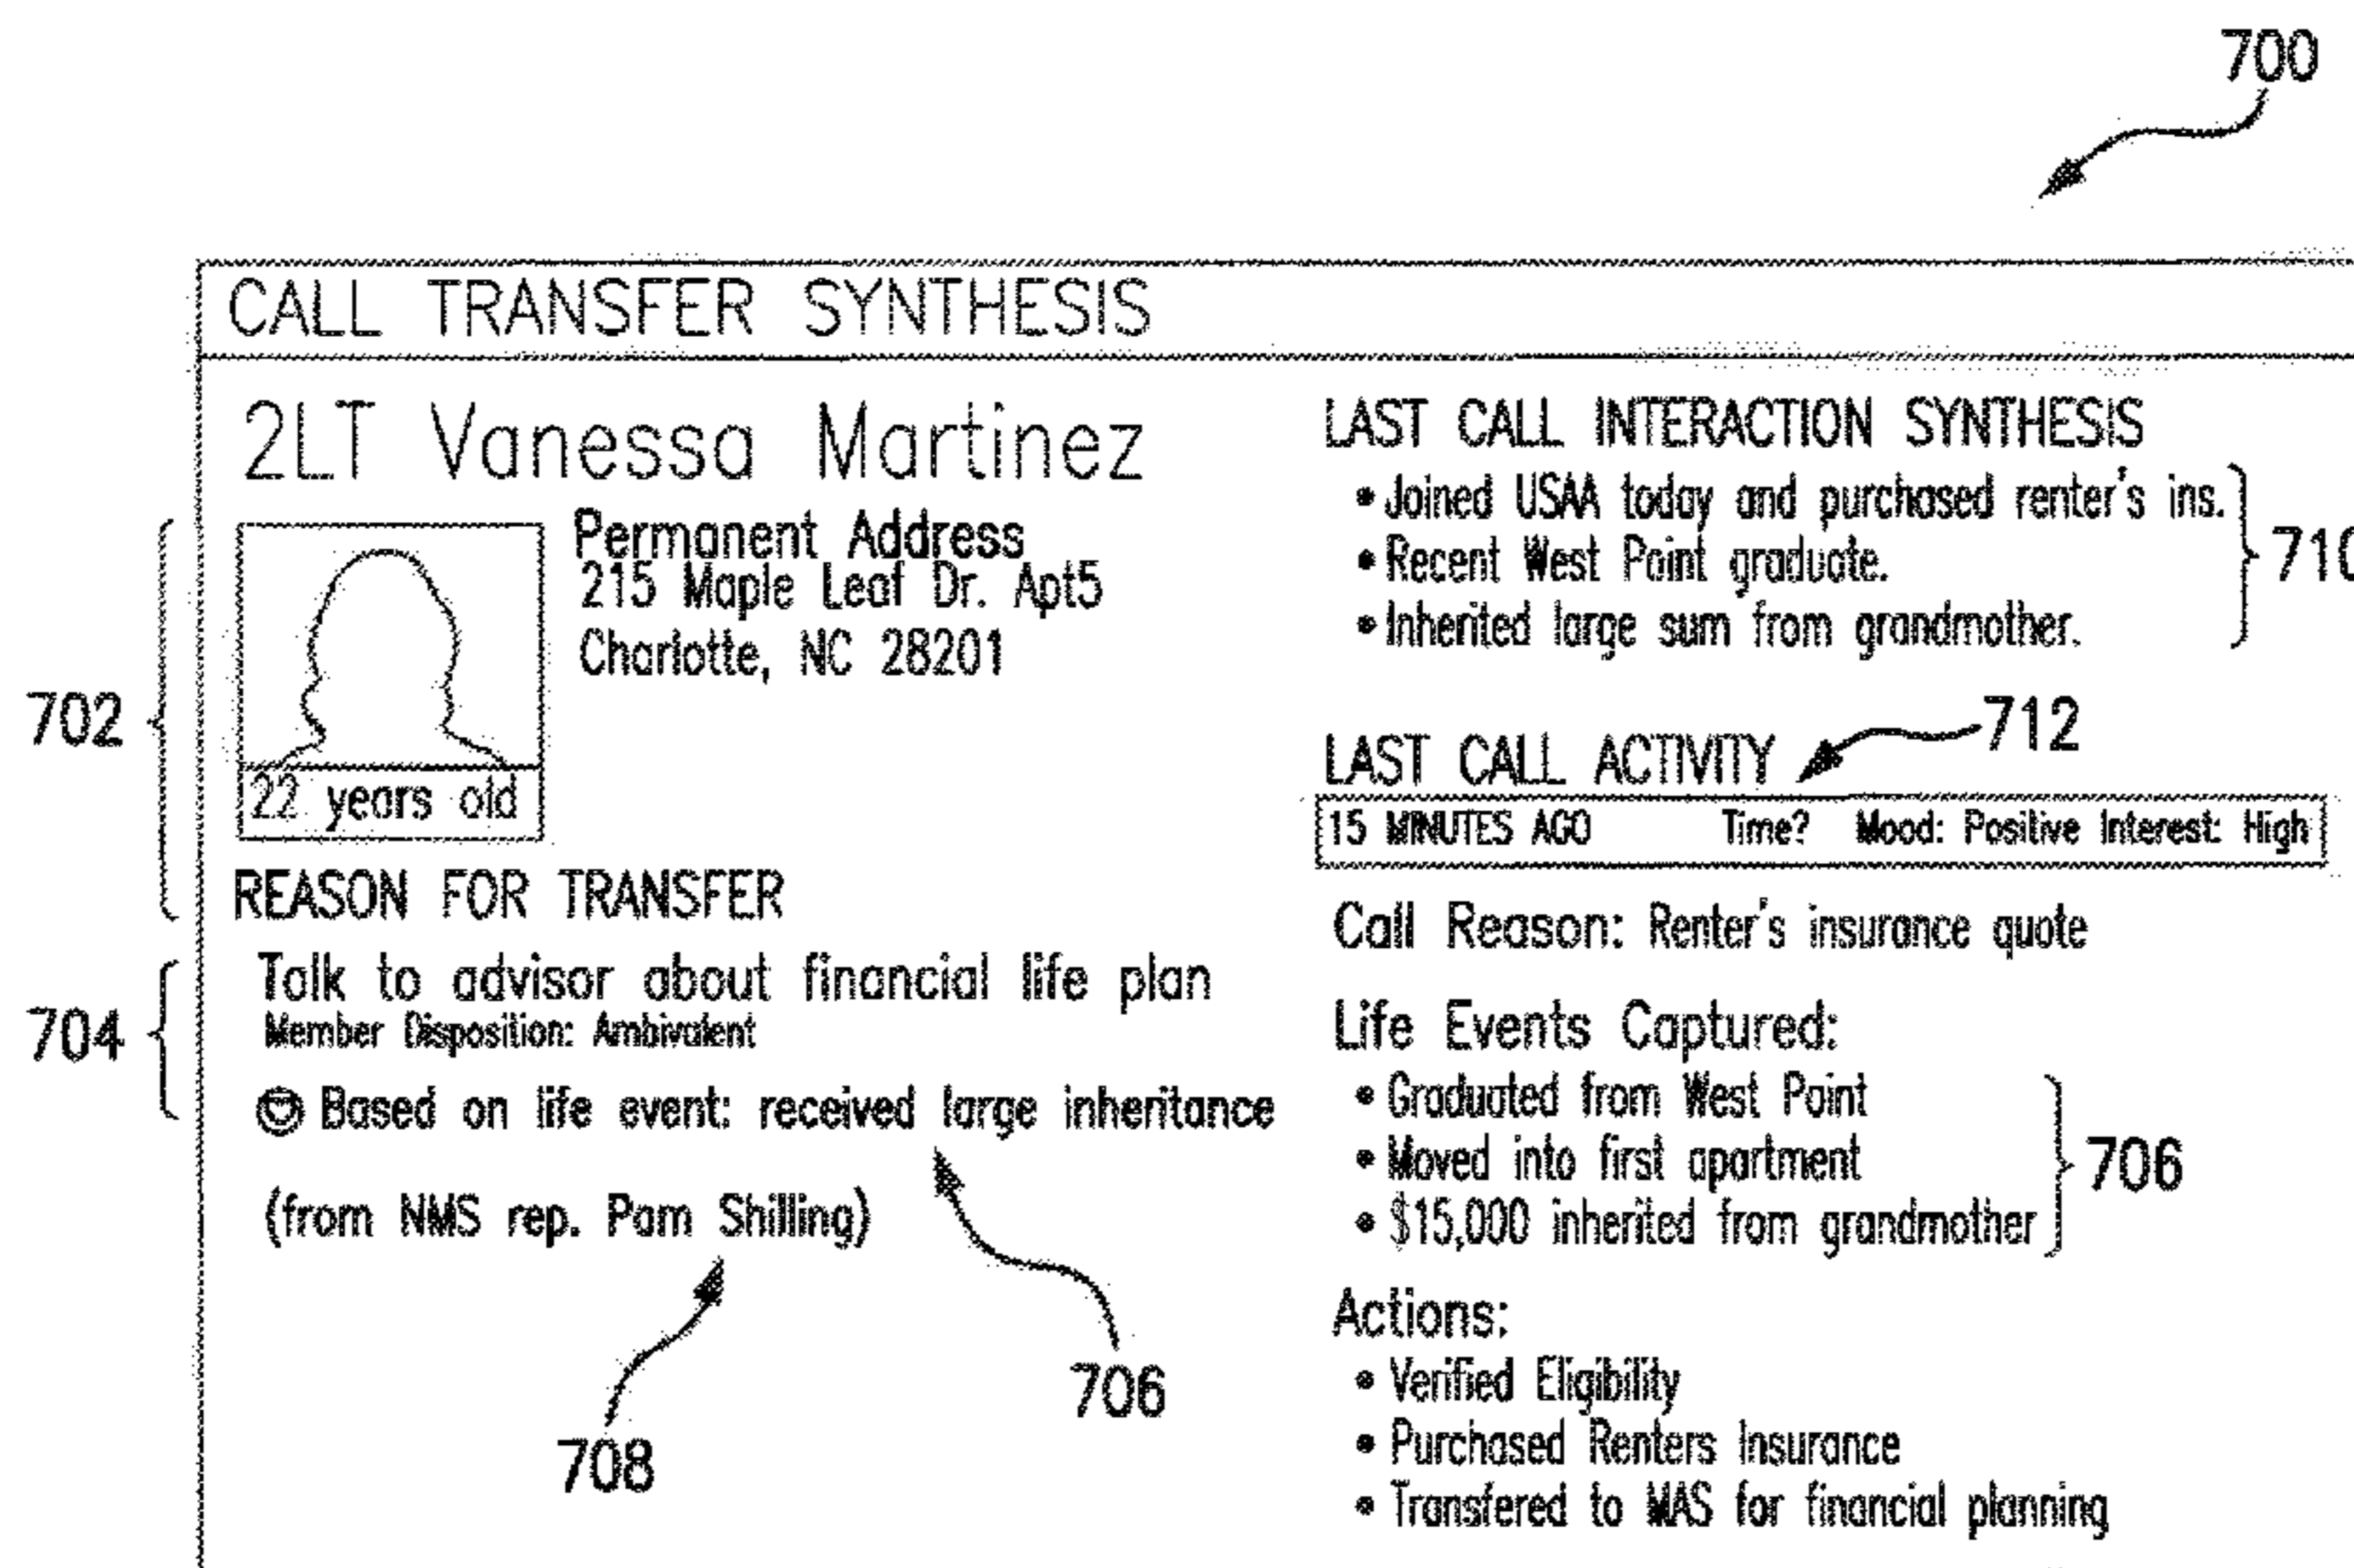 700
CALL TRANSFER SYNTHESIS
2LT Vanessa Martinez
Permanent Address
215 Maple Leaf Dr. Apt5
Charlotte, NC 28201
22 years old
702
REASON FOR TRANSFER
Talk to advisor about financial life plan
Member Disposition: Ambivalent
704
Based on life event: received large inheritance
(from NMS rep. Pam Shilling)
706
708
LAST CALL INTERACTION SYNTHESIS
• Joined USAA today and purchased renter's ins.
• Recent West Point graduate.
• Inherited large sum from grandmother.
710
LAST CALL ACTIVITY
712
15 MINUTES AGO Time? Mood: Positive Interest: High
Call Reason: Renter's insurance quote
Life Events Captured:
• Graduated from West Point
• Moved into first apartment
• $15,000 inherited from grandmother
706
Actions:
• Verified Eligibility
• Purchased Renters Insurance
• Transfered to MAS for financial planning